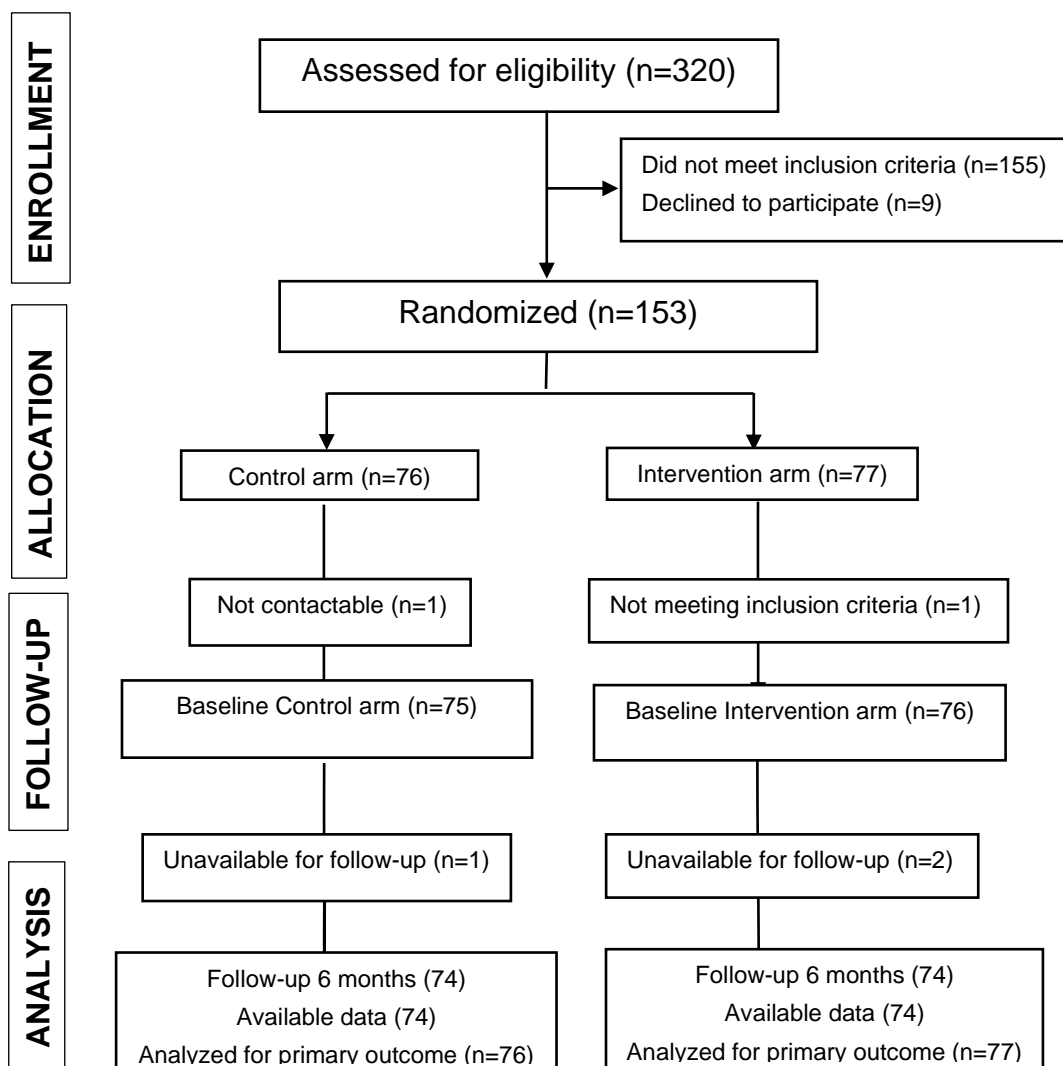 ENROLLMENT
Assessed for eligibility (n=320)
Did not meet inclusion criteria (n=155)
Declined to participate (n=9)
Randomized (n=153)
ALLOCATION
Control arm (n=76)
Intervention arm (n=77)
Not contactable (n=1)
Not meeting inclusion criteria (n=1)
FOLLOW-UP
Baseline Control arm (n=75)
Baseline Intervention arm (n=76)
Unavailable for follow-up (n=1)
Unavailable for follow-up (n=2)
ANALYSIS
Follow-up 6 months (74)
Available data (74)
Analyzed for primary outcome (n=76)
Follow-up 6 months (74)
Available data (74)
Analyzed for primary outcome (n=77)